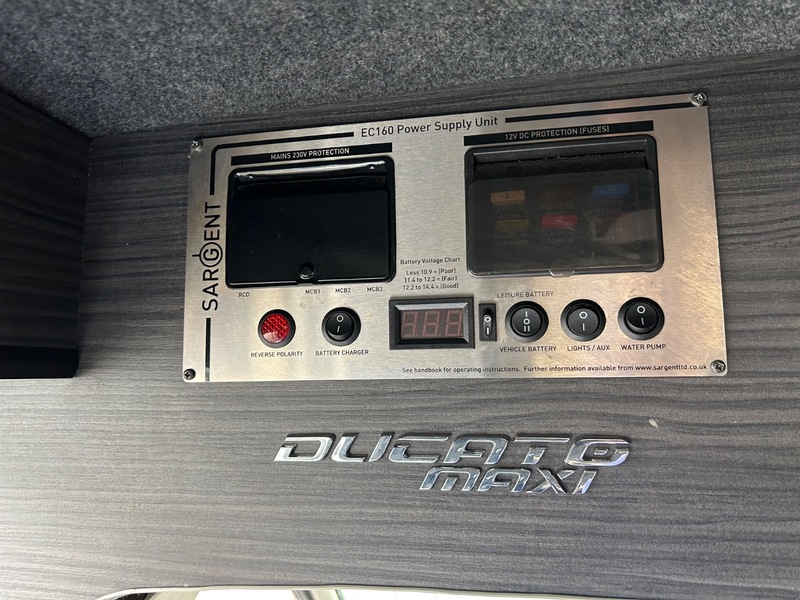 EC160 Power Supply Unit
MAINS 230V PROTECTION
12V DC PROTECTION (FUSES)
SARGENT
Battery Voltage Chart
Less 10.9 = (Poor)
11.4 to 12.2 = (Fair)
12.2 to 14.4 = (Good)
RCD MCB1 MCB2 MCB3
LEISURE BATTERY
REVERSE POLARITY BATTERY CHARGER VEHICLE BATTERY LIGHTS / AUX WATER PUMP
See handbook for operating instructions. Further information available from www.sargentltd.co.uk
DUCATO
MAXI